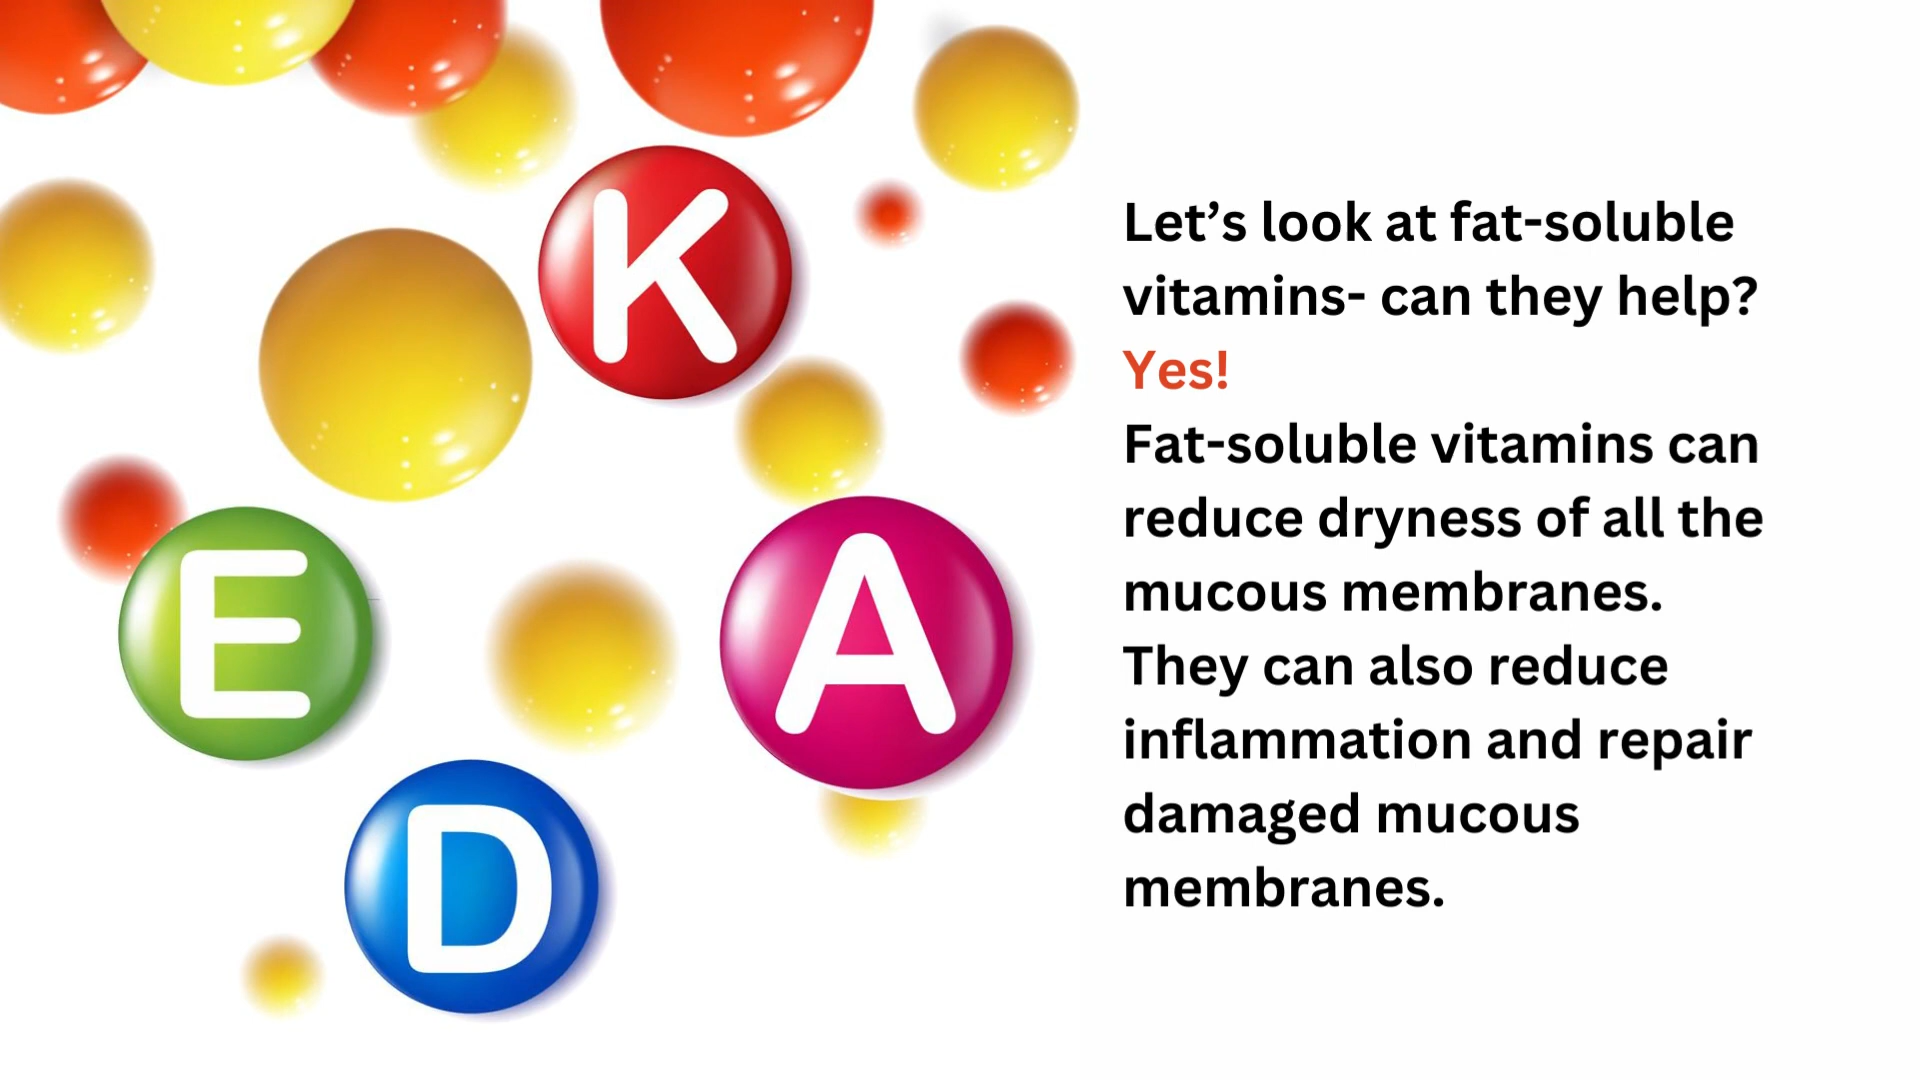 K
E
A
D
Let’s look at fat-soluble
vitamins- can they help?
Yes!
Fat-soluble vitamins can
reduce dryness of all the
mucous membranes.
They can also reduce
inflammation and repair
damaged mucous
membranes.